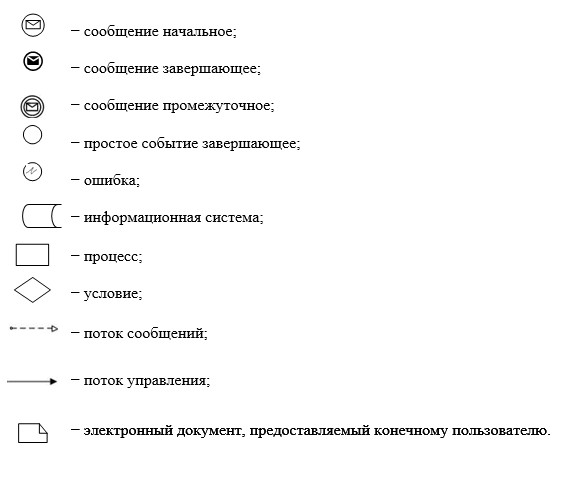 – сообщение начальное;
– сообщение завершающее;
– сообщение промежуточное;
– простое событие завершающее;
– ошибка;
– информационная система;
– процесс;
– условие;
– поток сообщений;
– поток управления;
– электронный документ, предоставляемый конечному пользователю.